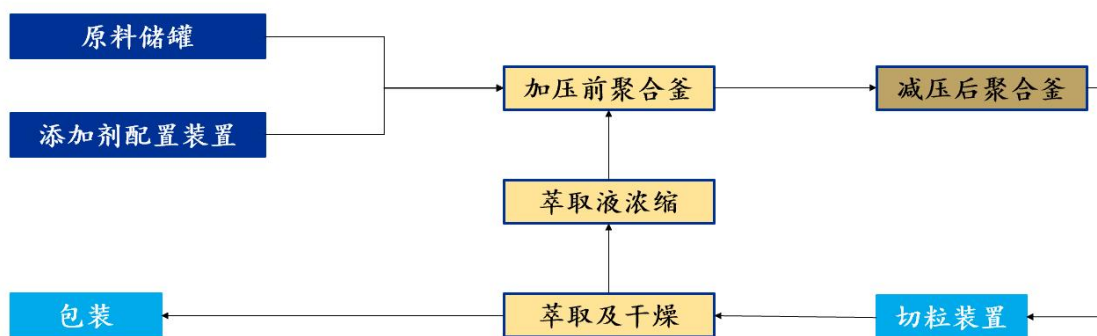 原料储罐
加压前聚合釜
减压后聚合釜
添加剂配置装置
萃取液浓缩
包装
萃取及干燥
切粒装置